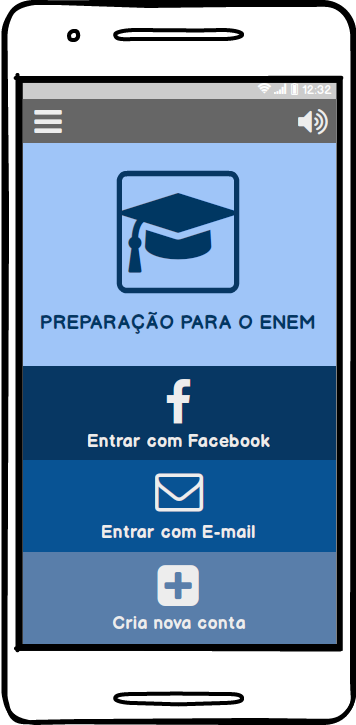 12:32
PREPARAÇÃO PARA O ENEM
Entrar com Facebook
Entrar com E-mail
Cria nova conta